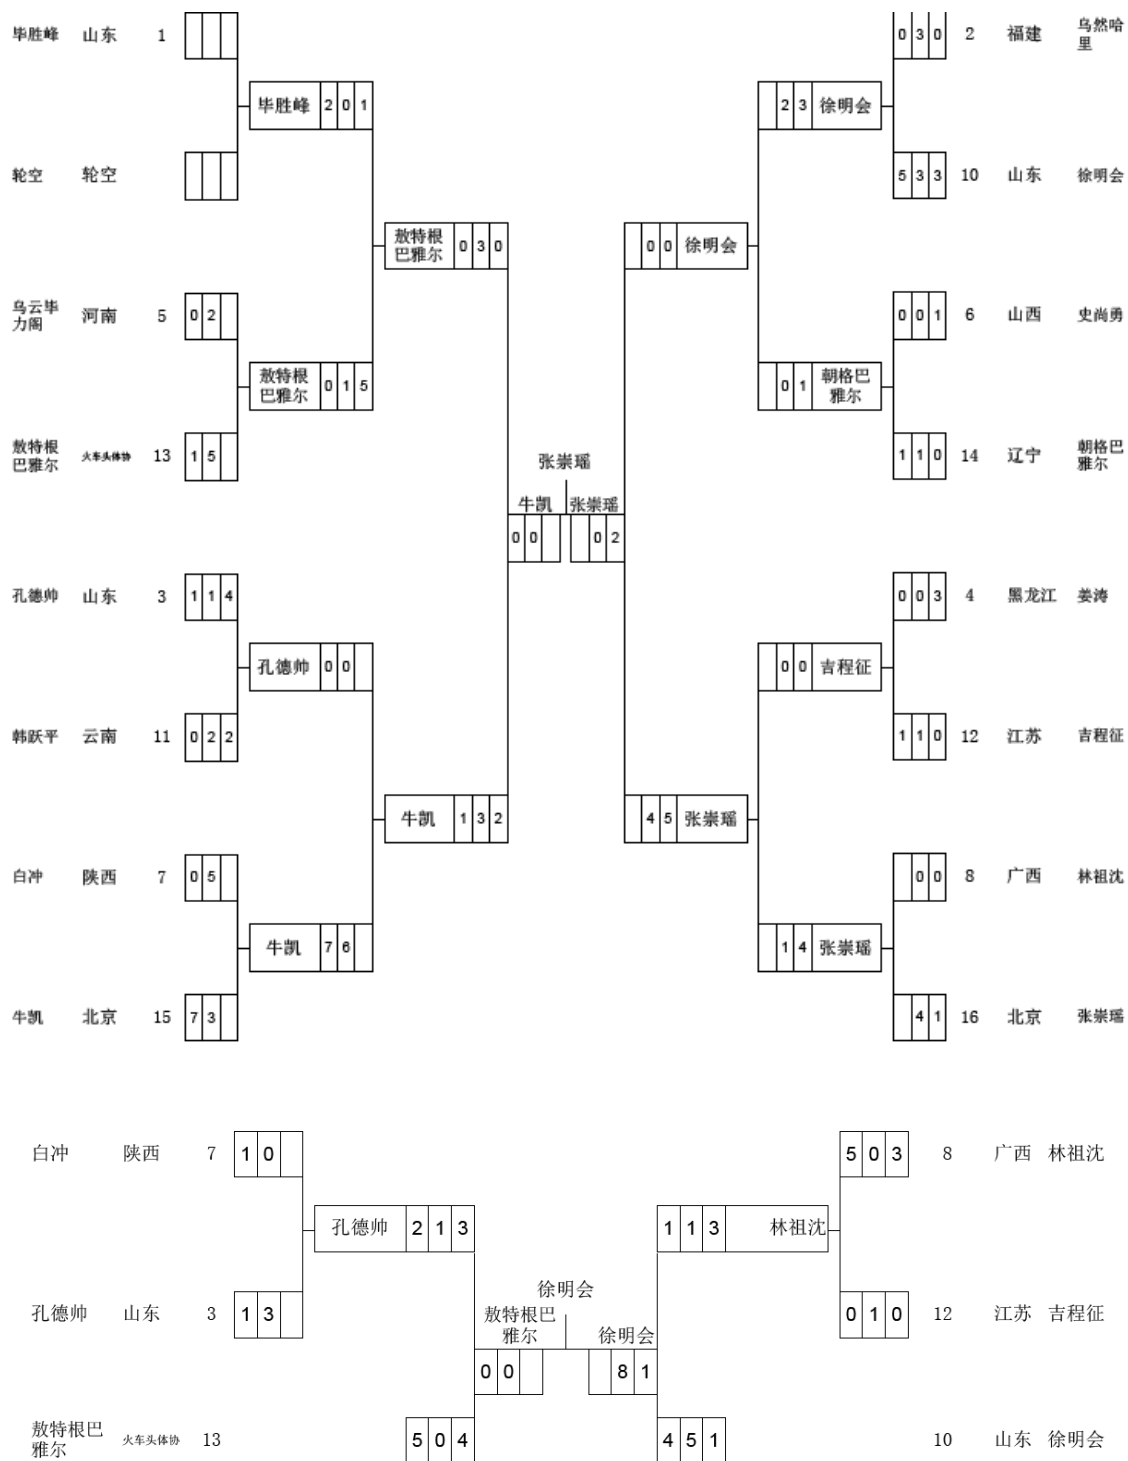 毕胜峰 山东 1
2 福建 乌然哈
里
毕胜峰 2 0 1
0 3 0
2 3 徐明会
轮空 轮空
5 3 3 10 山东 徐明会
敖特根
巴雅尔 0 3 0
0 0 徐明会
乌云毕
力阁 河南 5 0 2
0 0 1 6 山西 史尚勇
敖特根
巴雅尔 0 1 5
0 1 朝格巴
雅尔
敖特根
巴雅尔 火车头体协 13 1 5
1 1 0 14 辽宁 朝格巴
雅尔
张崇瑶
牛凯 张崇瑶
0 0 0 2
孔德帅 山东 3 1 1 4
0 0 3 4 黑龙江 姜涛
孔德帅 0 0
0 0 吉程征
韩跃平 云南 11 0 2 2
1 1 0 12 江苏 吉程征
牛凯 1 3 2
4 5 张崇瑶
白冲 陕西 7 0 5
0 0 8 广西 林祖沈
牛凯 7 6
1 4 张崇瑶
牛凯 北京 15 7 3
4 1 16 北京 张崇瑶
白冲 陕西 7 1 0
5 0 3 8 广西 林祖沈
孔德帅 2 1 3
1 1 3 林祖沈
孔德帅 山东 3 1 3
0 1 0 12 江苏 吉程征
徐明会
敖特根巴
雅尔 徐明会
0 0 8 1
敖特根巴
雅尔 火车头体协 13 5 0 4
4 5 1 10 山东 徐明会